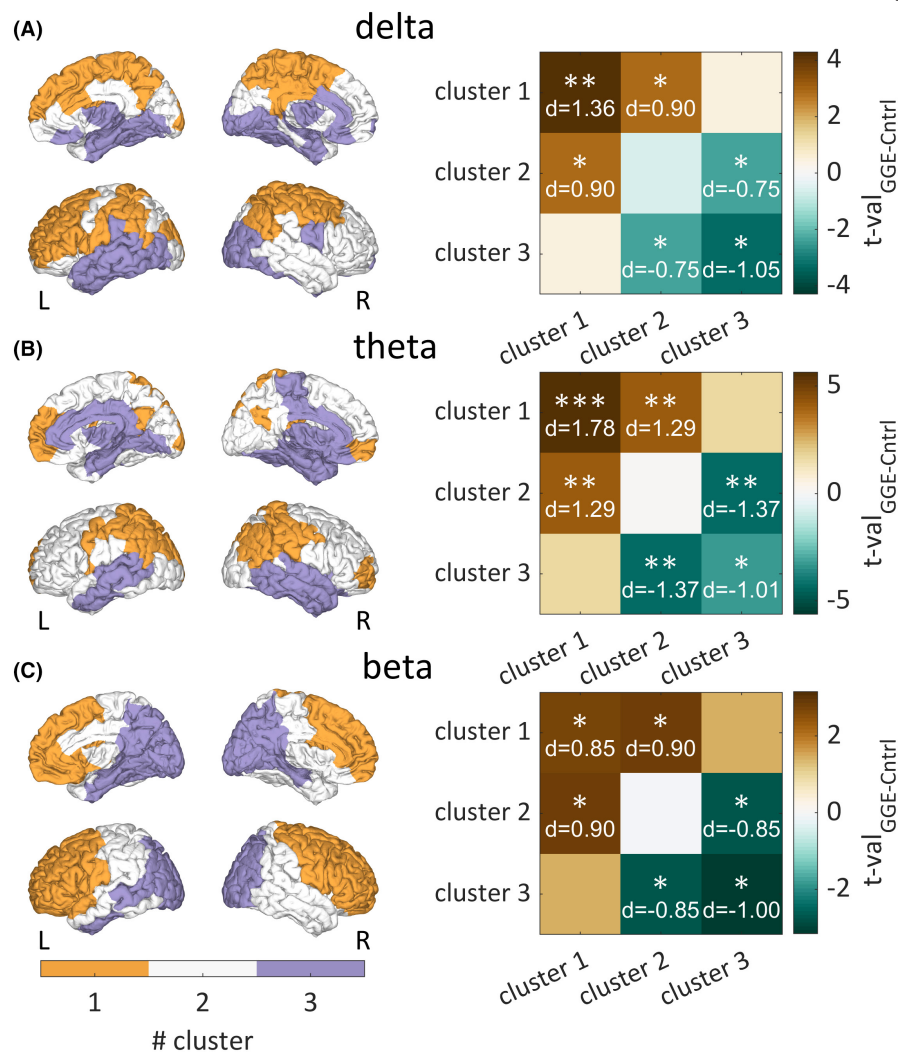 (A) delta
cluster 1
** d=1.36
* d=0.90
cluster 2
* d=0.90
* d=-0.75
cluster 3
* d=-0.75
* d=-1.05
cluster 1 cluster 2 cluster 3
4
2
0
-2
-4
t-val GGE-Cntrl
L R
(B) theta
cluster 1
*** d=1.78
** d=1.29
cluster 2
** d=1.29
** d=-1.37
cluster 3
** d=-1.37
* d=-1.01
cluster 1 cluster 2 cluster 3
5
0
-5
t-val GGE-Cntrl
L R
(C) beta
cluster 1
* d=0.85
* d=0.90
cluster 2
* d=0.90
* d=-0.85
cluster 3
* d=-0.85
* d=-1.00
cluster 1 cluster 2 cluster 3
2
0
-2
t-val GGE-Cntrl
L R
1 2 3
# cluster